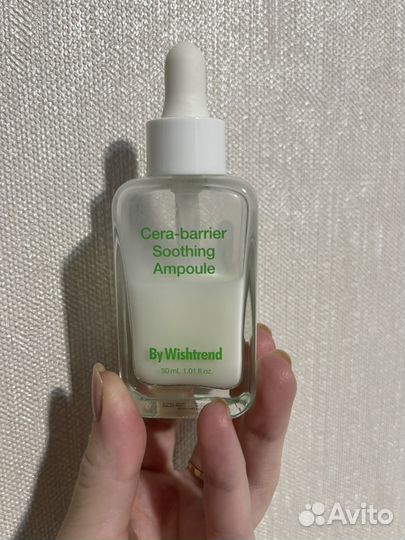 Cera-barrier
Soothing
Ampoule
By Wishtrend
30 mL 1.01 fl.oz.
Avito